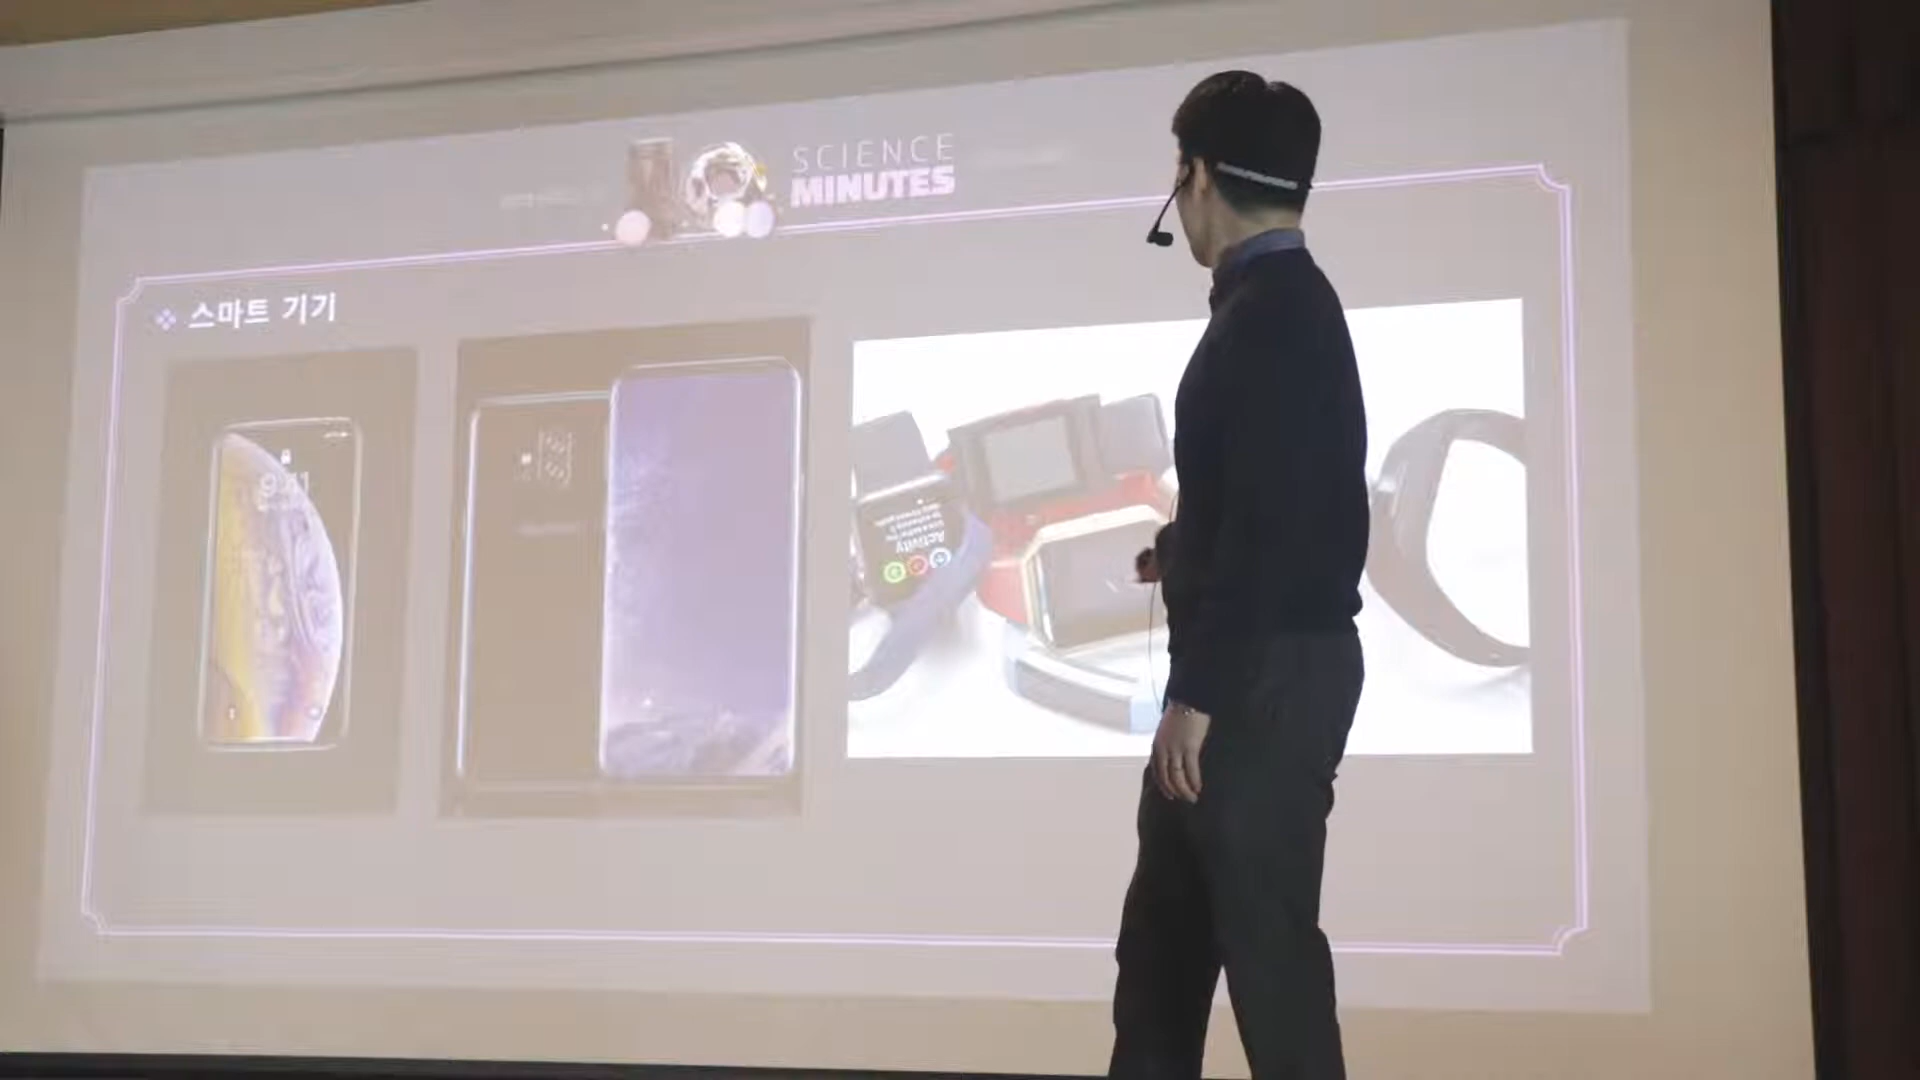 SCIENCE
MINUTES
스마트 기기
9:41
Activity